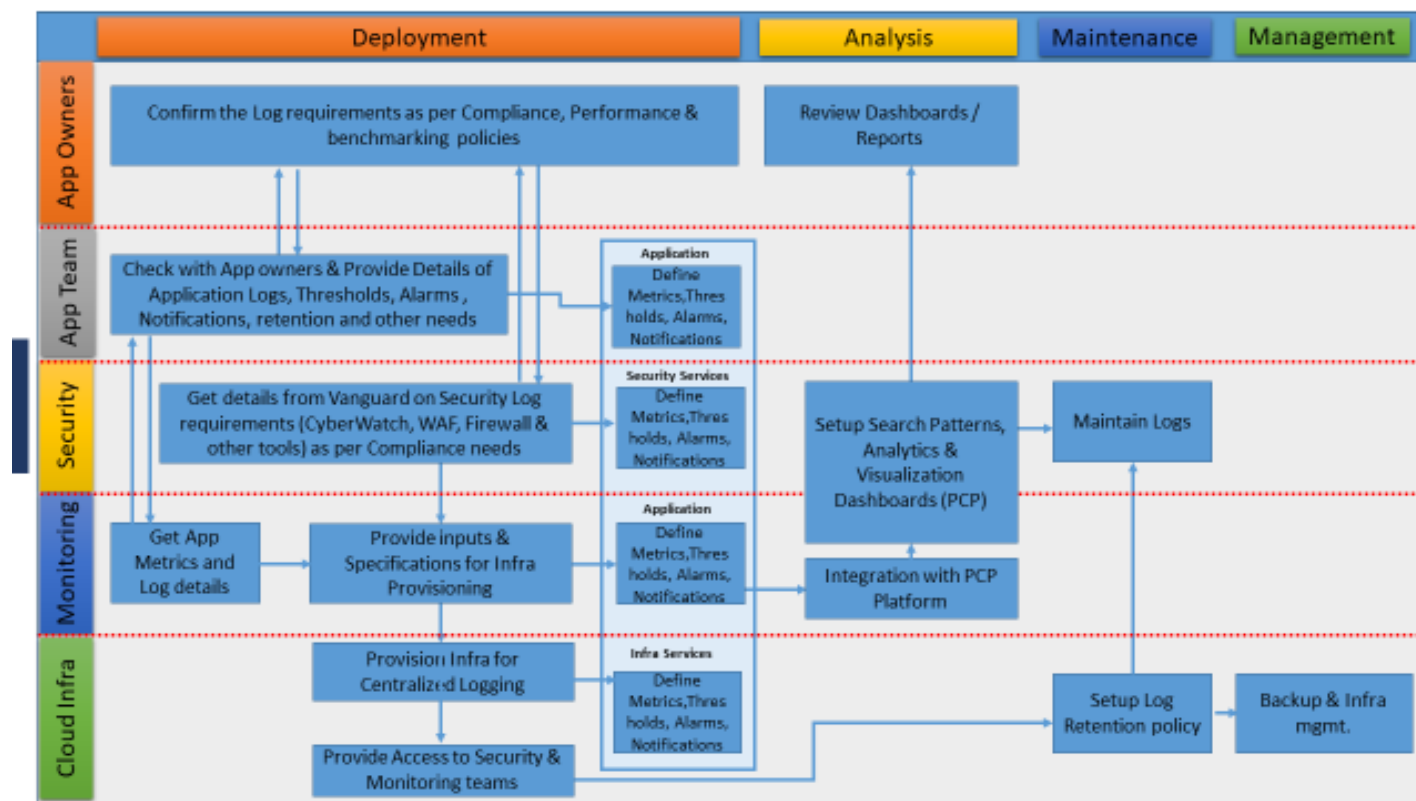 Deployment
Analysis
Maintenance
Management
App Owners
Confirm the Log requirements as per Compliance, Performance &
benchmarking policies
Review Dashboards /
Reports
App Team
Check with App owners & Provide Details of
Application Logs, Thresholds, Alarms ,
Notifications, retention and other needs
Application
Define
Metrics,Thres
holds, Alarms,
Notifications
Security
Get details from Vanguard on Security Log
requirements (CyberWatch, WAF, Firewall &
other tools) as per Compliance needs
Security Services
Define
Metrics,Thres
holds, Alarms,
Notifications
Setup Search Patterns,
Analytics &
Visualization
Dashboards (PCP)
Maintain Logs
Monitoring
Get App
Metrics and
Log details
Provide inputs &
Specifications for Infra
Provisioning
Application
Define
Metrics,Thres
holds, Alarms,
Notifications
Integration with PCP
Platform
Cloud Infra
Provision Infra for
Centralized Logging
Infra Services
Define
Metrics,Thres
holds, Alarms,
Notifications
Setup Log
Retention policy
Backup & Infra
mgmt.
Provide Access to Security &
Monitoring teams